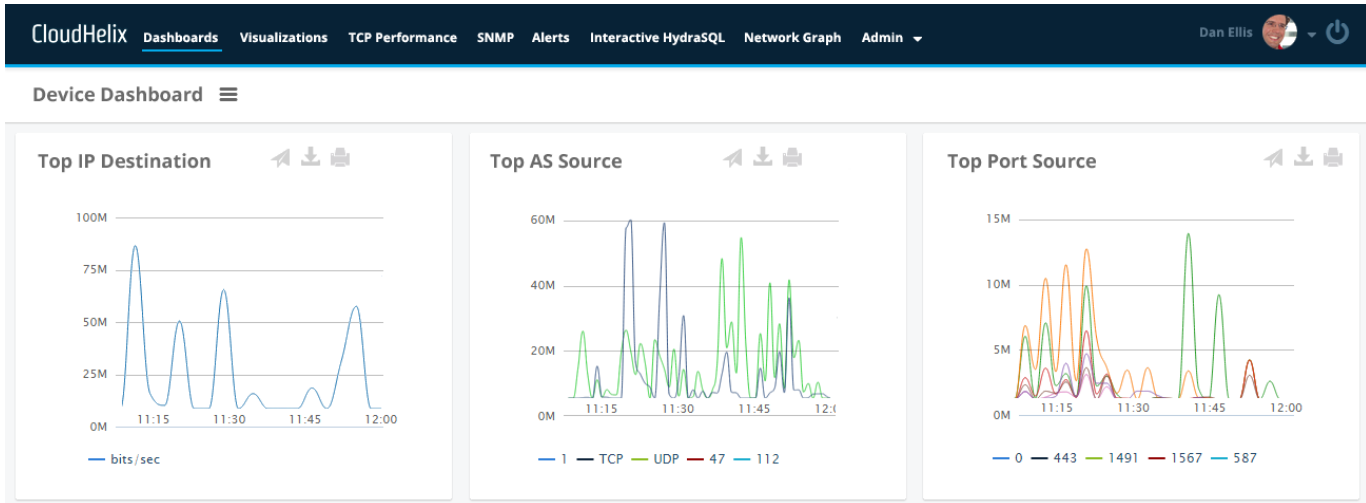 CloudHelix Dashboards Visualizations TCP Performance SNMP Alerts Interactive HydraSQL Network Graph Admin Dan Ellis
Device Dashboard
Top IP Destination
100M
75M
50M
25M
0M
11:15 11:30 11:45 12:00
bits/sec
Top AS Source
60M
40M
20M
0M
11:15 11:30 11:45 12:0
1 TCP UDP 47 112
Top Port Source
15M
10M
5M
0M
11:15 11:30 11:45 12:00
0 443 1491 1567 587